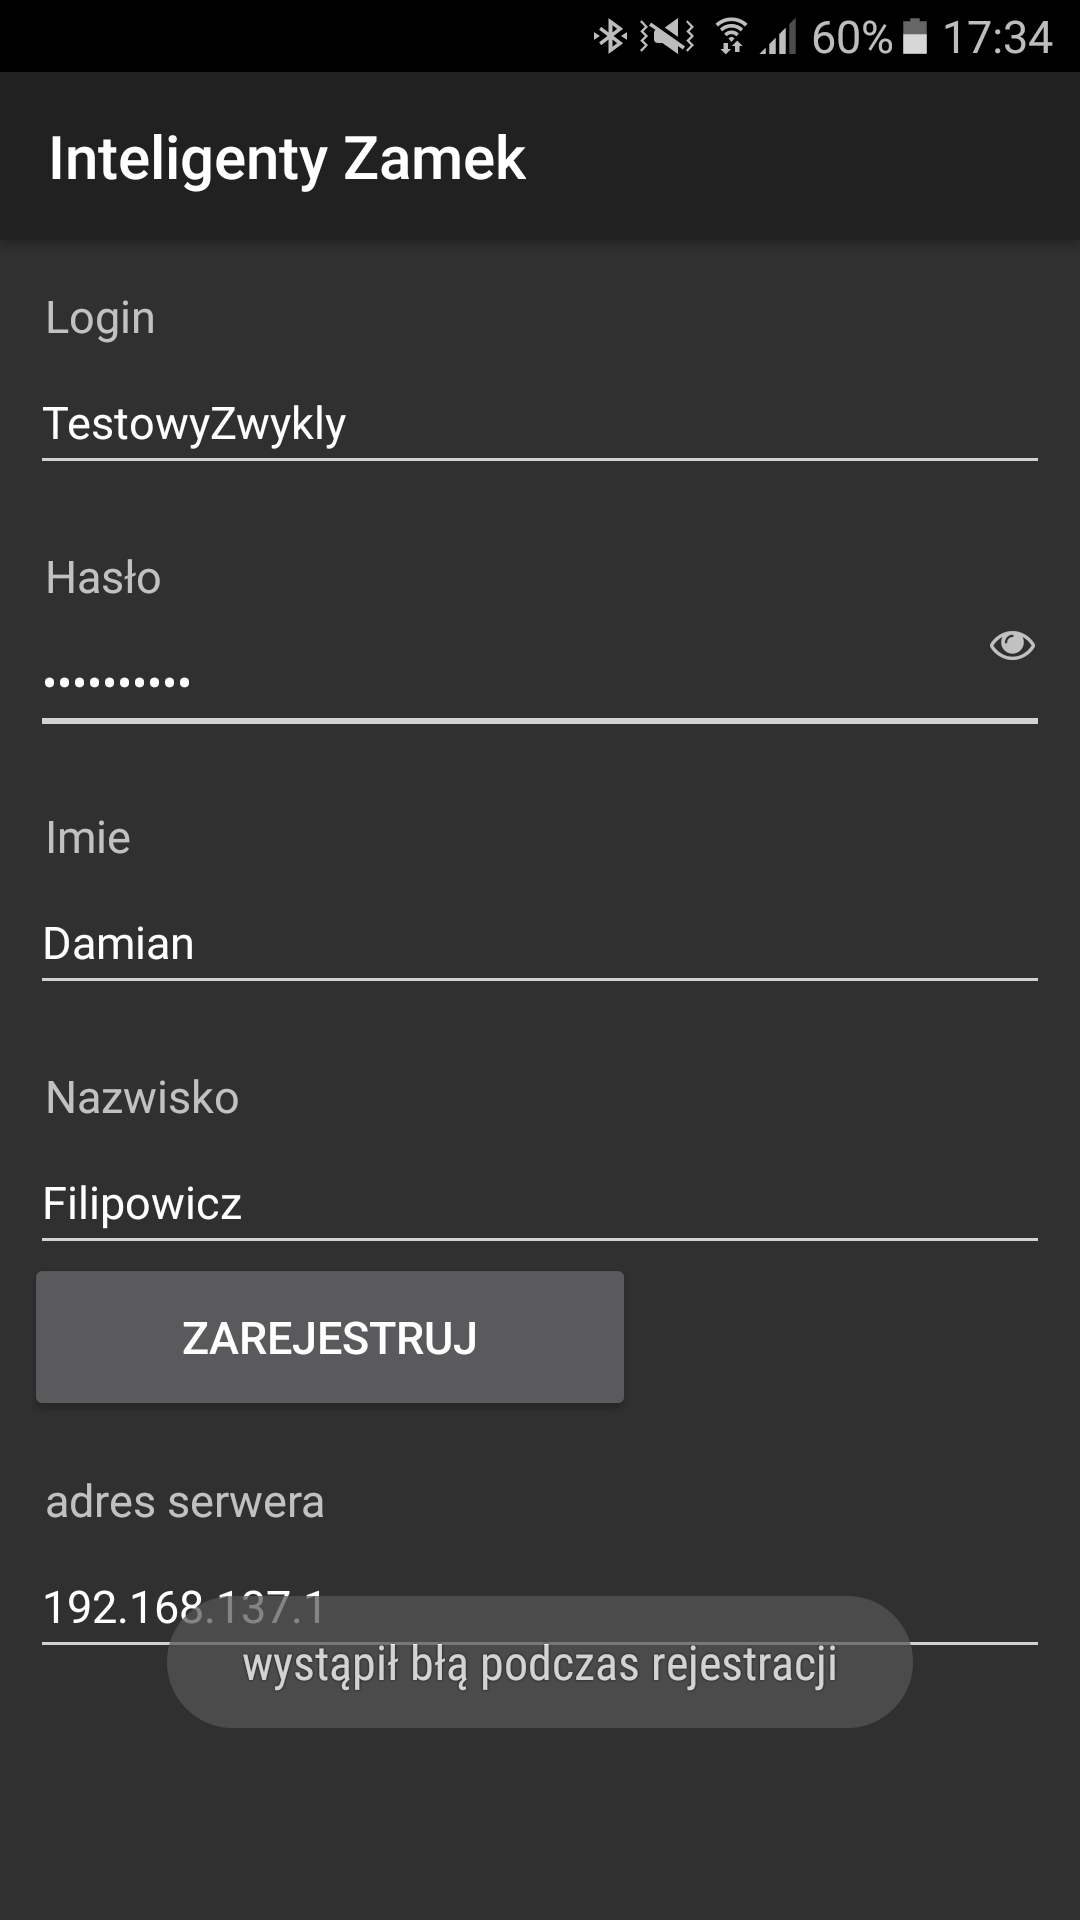 60% 17:34
Inteligenty Zamek
Login
TestowyZwykly
Hasło
••••••••••
Imie
Damian
Nazwisko
Filipowicz
ZAREJESTRUJ
adres serwera
192.168.137.1
wystąpił błą podczas rejestracji